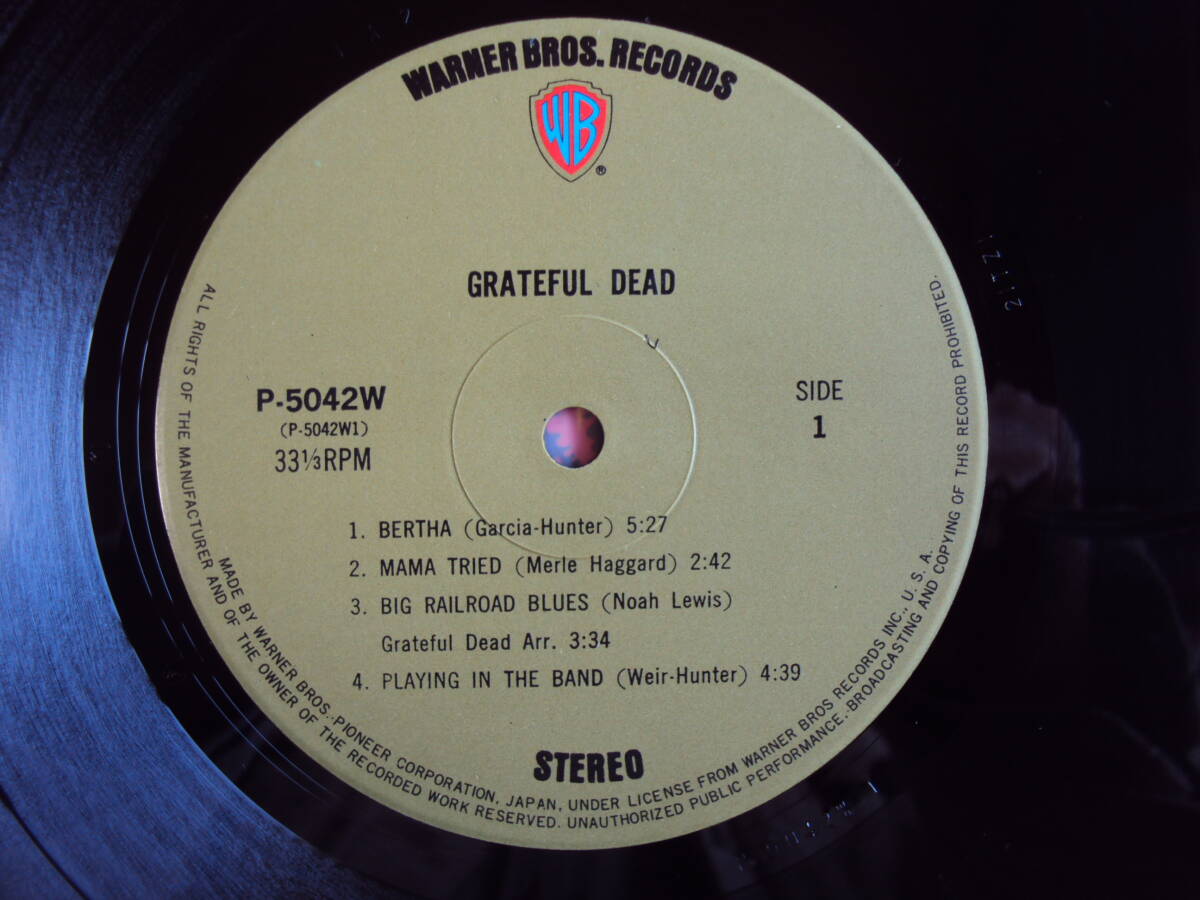 WARNER BROS. RECORDS
WB
®
GRATEFUL DEAD
P-5042W
(P-5042W1)
33 1/3 RPM
SIDE
1
1. BERTHA (Garcia-Hunter) 5:27
2. MAMA TRIED (Merle Haggard) 2:42
3. BIG RAILROAD BLUES (Noah Lewis)
Grateful Dead Arr. 3:34
4. PLAYING IN THE BAND (Weir-Hunter) 4:39
STEREO
MADE BY WARNER BROS.-PIONEER CORPORATION, JAPAN, UNDER LICENSE FROM WARNER BROS RECORDS INC., U. S. A.
ALL RIGHTS OF THE MANUFACTURER AND OF THE OWNER OF THE RECORDED WORK RESERVED. UNAUTHORIZED PUBLIC PERFORMANCE.-BROADCASTING AND COPYING OF THIS RECORD PROHIBITED.